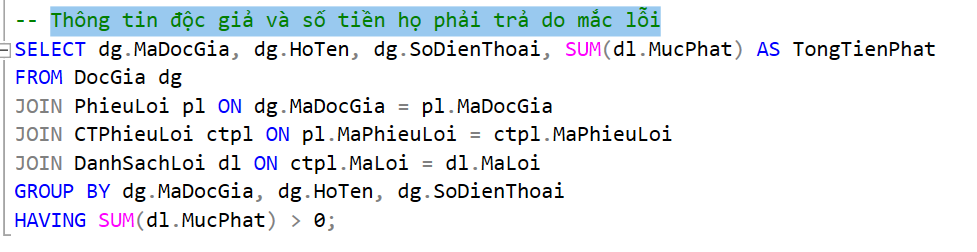 -- Thông tin độc giả và số tiền họ phải trả do mắc lỗi
SELECT dg.MaDocGia, dg.HoTen, dg.SoDienThoai, SUM(dl.MucPhat) AS TongTienPhat
FROM DocGia dg
JOIN PhieuLoi pl ON dg.MaDocGia = pl.MaDocGia
JOIN CTPhieuLoi ctpl ON pl.MaPhieuLoi = ctpl.MaPhieuLoi
JOIN DanhSachLoi dl ON ctpl.MaLoi = dl.MaLoi
GROUP BY dg.MaDocGia, dg.HoTen, dg.SoDienThoai
HAVING SUM(dl.MucPhat) > 0;